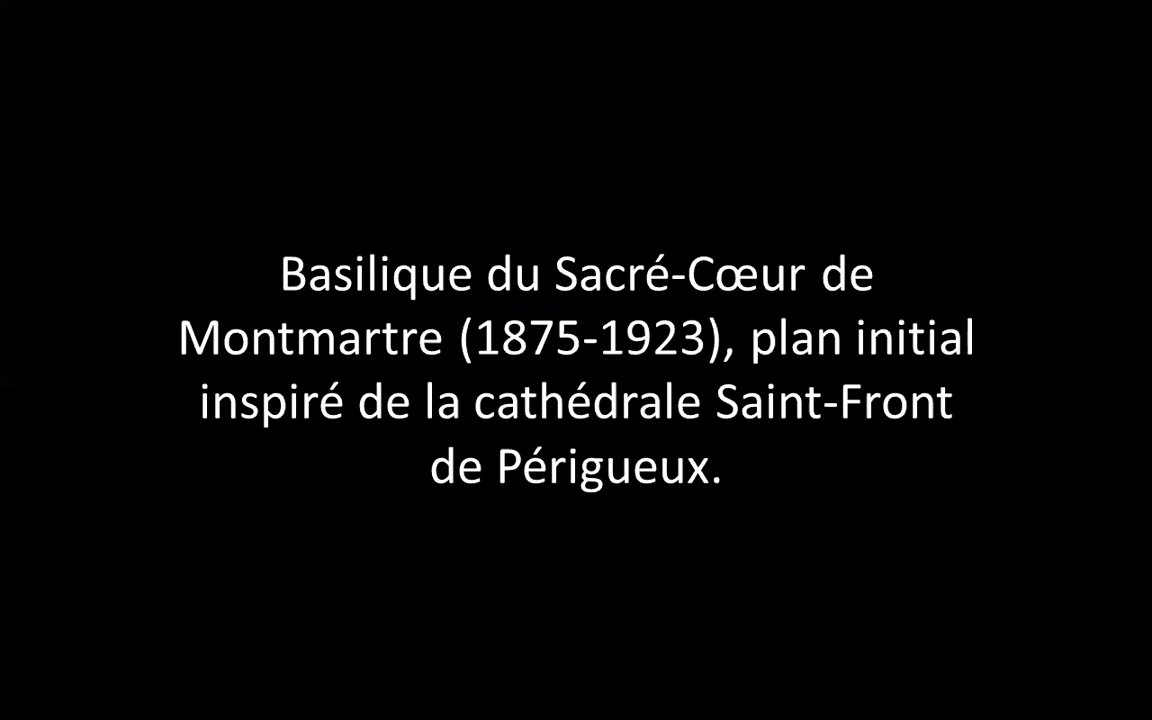 Basilique du Sacré-Cœur de
Montmartre (1875-1923), plan initial
inspiré de la cathédrale Saint-Front
de Périgueux.